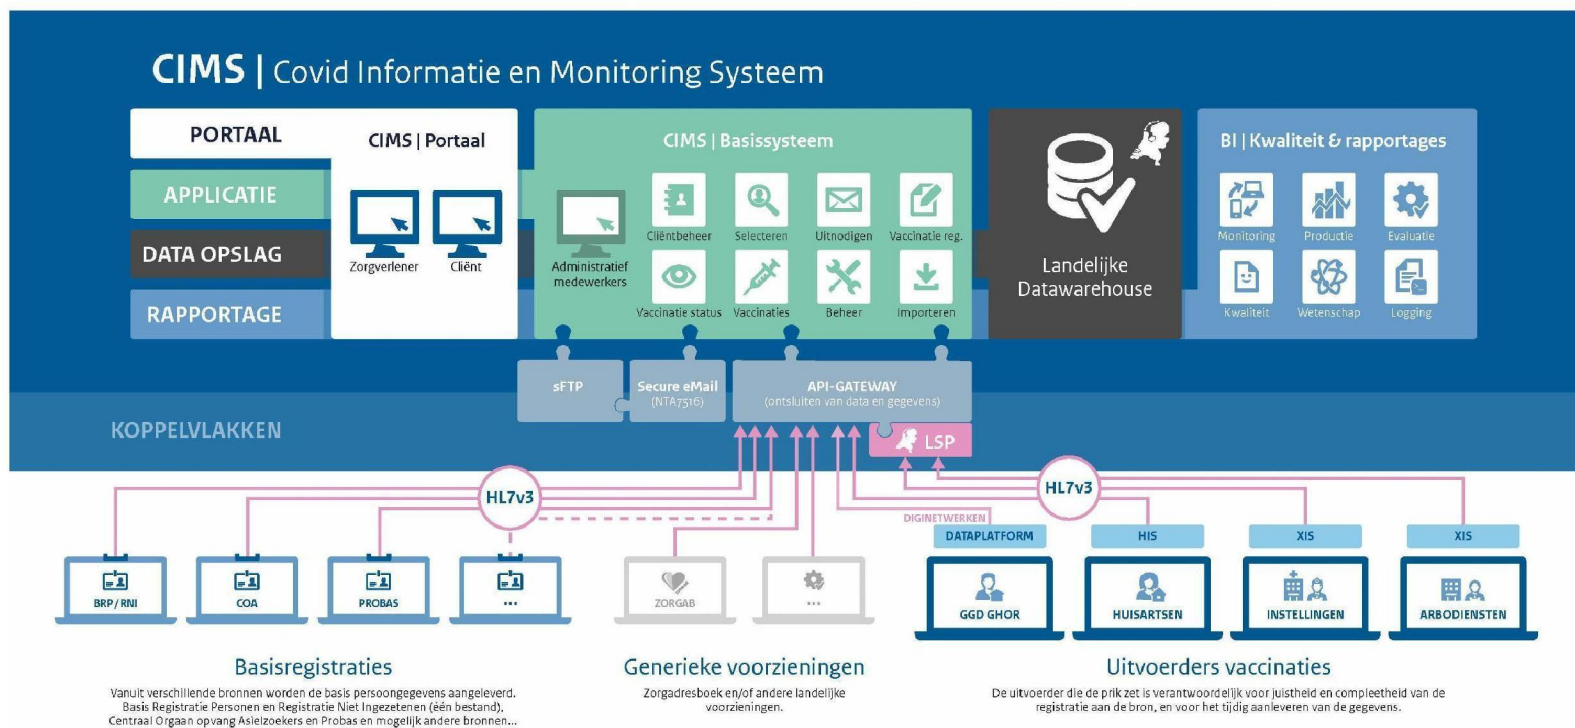 CIMS | Covid Informatie en Monitoring Systeem
PORTAAL
APPLICATIE
DATA OPSLAG
RAPPORTAGE
CIMS | Portaal
Zorgverlener
Cliënt
CIMS | Basissysteem
Administratief
medewerkers
Cliëntbeheer
Selecteren
Uitnodigen
Vaccinatie reg.
Vaccinatie status
Vaccinaties
Beheer
Importeren
Landelijke
Datawarehouse
BI | Kwaliteit & rapportages
Monitoring
Productie
Evaluatie
Kwaliteit
Wetenschap
Logging
sFTP
Secure eMail
(NTA7516)
API-GATEWAY
(ontsluiten van data en gegevens)
KOPPELVLAKKEN
LSP
HL7v3
HL7v3
DIGINETWERKEN
DATAPLATFORM
HIS
XIS
XIS
BRP/RNI
COA
PROBAS
...
ZORGAB
...
GGD GHOR
HUISARTSEN
INSTELLINGEN
ARBODIENSTEN
Basisregistraties
Vanuit verschillende bronnen worden de basis persoongegevens aangeleverd.
Basis Registratie Personen en Registratie Niet Ingezetenen (één bestand),
Centraal Orgaan opvang Asielzoekers en Probas en mogelijk andere bronnen...
Generieke voorzieningen
Zorgadresboek en/of andere landelijke
voorzieningen.
Uitvoerders vaccinaties
De uitvoerder die de prik zet is verantwoordelijk voor juistheid en compleetheid van de
registratie aan de bron, en voor het tijdig aanleveren van de gegevens.